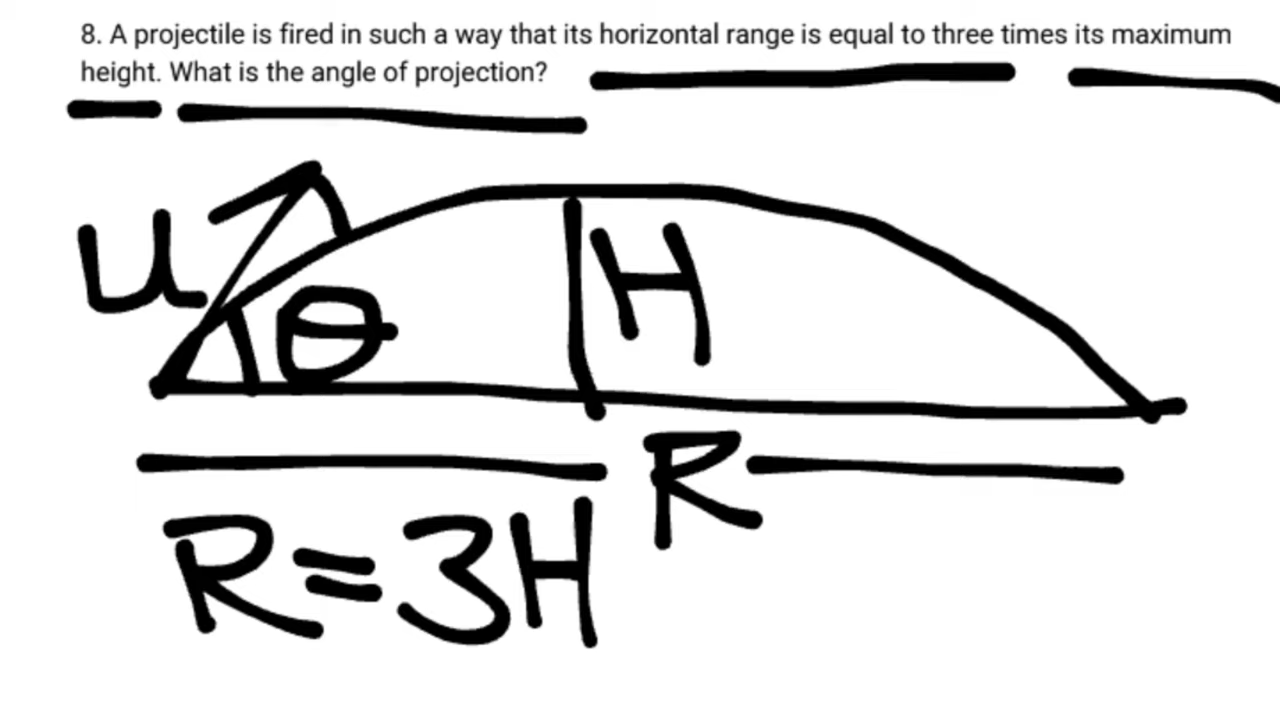 8. A projectile is fired in such a way that its horizontal range is equal to three times its maximum
height. What is the angle of projection?
u
θ
H
R
R=3H